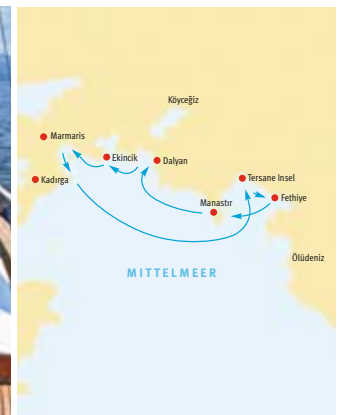 Köyceğiz
Marmaris
Ekincik
Dalyan
Kadırga
Tersane Insel
Fethiye
Manastır
Ölüdeniz
MITTELMEER